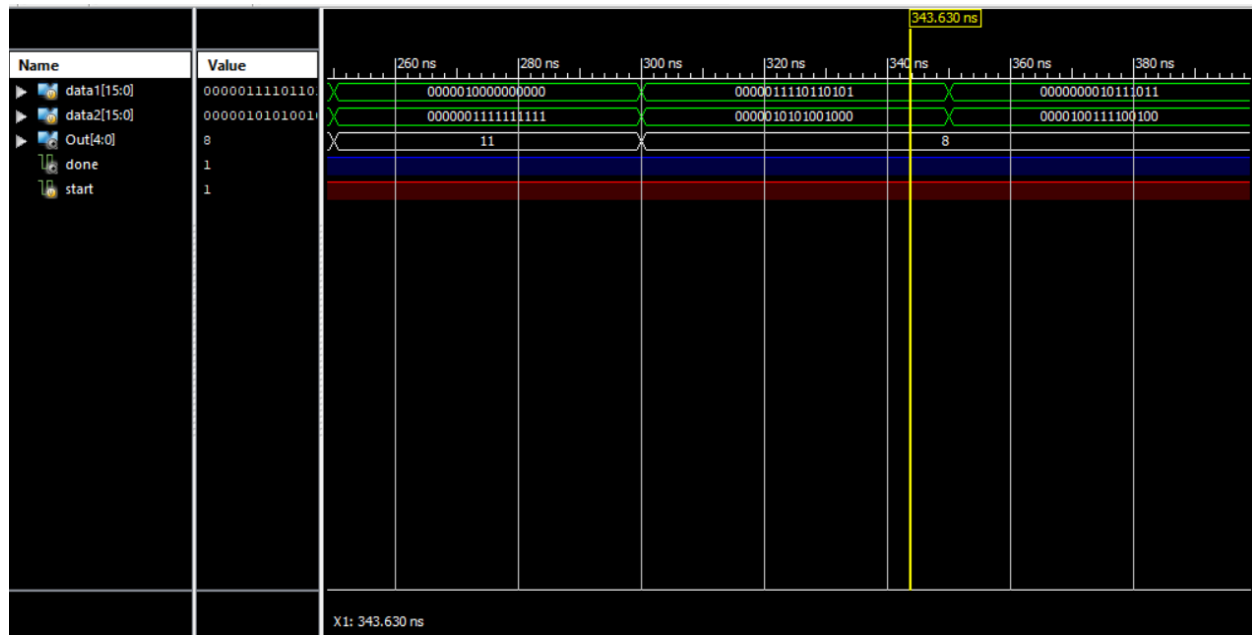 343.630 ns
Name Value 260 ns 280 ns 300 ns 320 ns 340 ns 360 ns 380 ns
data1[15:0] 0000011110110 0000010000000000 0000011110110101 0000000010111011
data2[15:0] 00000101010010 0000001111111111 0000010101001000 0000100111100100
Out[4:0] 8 11 8
done 1
start 1
X1: 343.630 ns